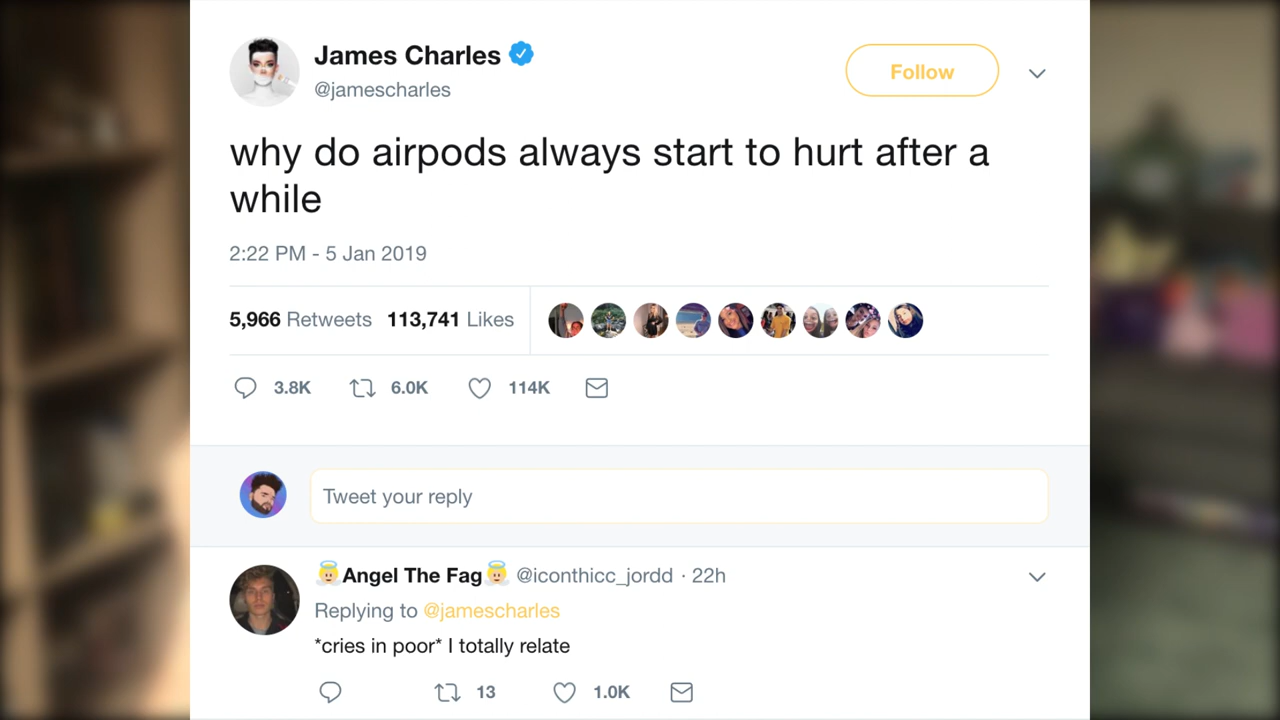 James Charles
@jamescharles
Follow
why do airpods always start to hurt after a
while
2:22 PM - 5 Jan 2019
5,966 Retweets 113,741 Likes
3.8K 6.0K 114K
Tweet your reply
Angel The Fag @iconthicc_jordd · 22h
Replying to @jamescharles
*cries in poor* I totally relate
13 1.0K